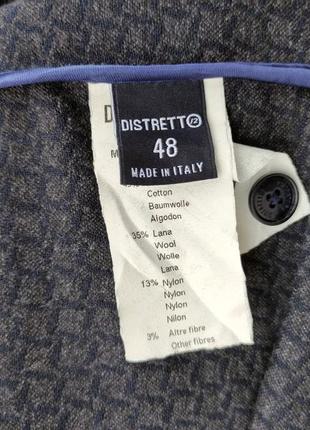 D
DISTRETTO 12
48
M
MADE IN ITALY
Cotton
Baumwolle
Algodon
35% Lana
Wool
Wolle
Lana
13% Nylon
Nylon
Nylon
Nilon
3% Altre fibre
Other fibres